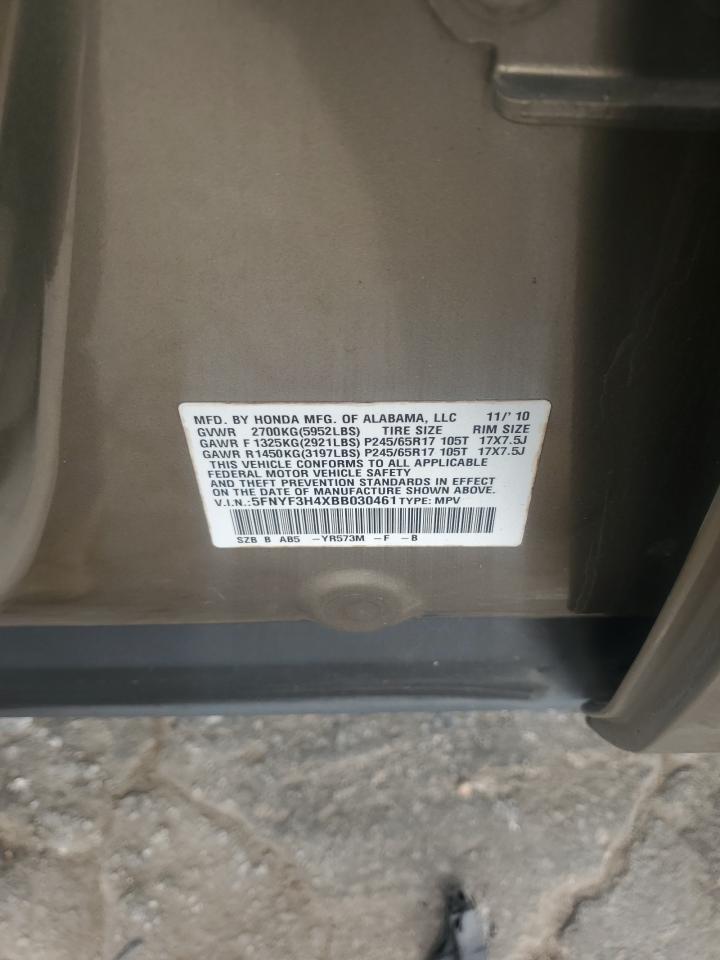 MFD. BY HONDA MFG. OF ALABAMA, LLC 11/'10
GVWR 2700KG(5952LBS) TIRE SIZE RIM SIZE
GAWR F 1325KG(2921LBS) P245/65R17 105T 17X7.5J
GAWR R1450KG(3197LBS) P245/65R17 105T 17X7.5J
THIS VEHICLE CONFORMS TO ALL APPLICABLE
FEDERAL MOTOR VEHICLE SAFETY
AND THEFT PREVENTION STANDARDS IN EFFECT
ON THE DATE OF MANUFACTURE SHOWN ABOVE.
V.I.N.:5FNYF3H4XBB030461 TYPE: MPV
SZB B AB5 -YR573M -F -B